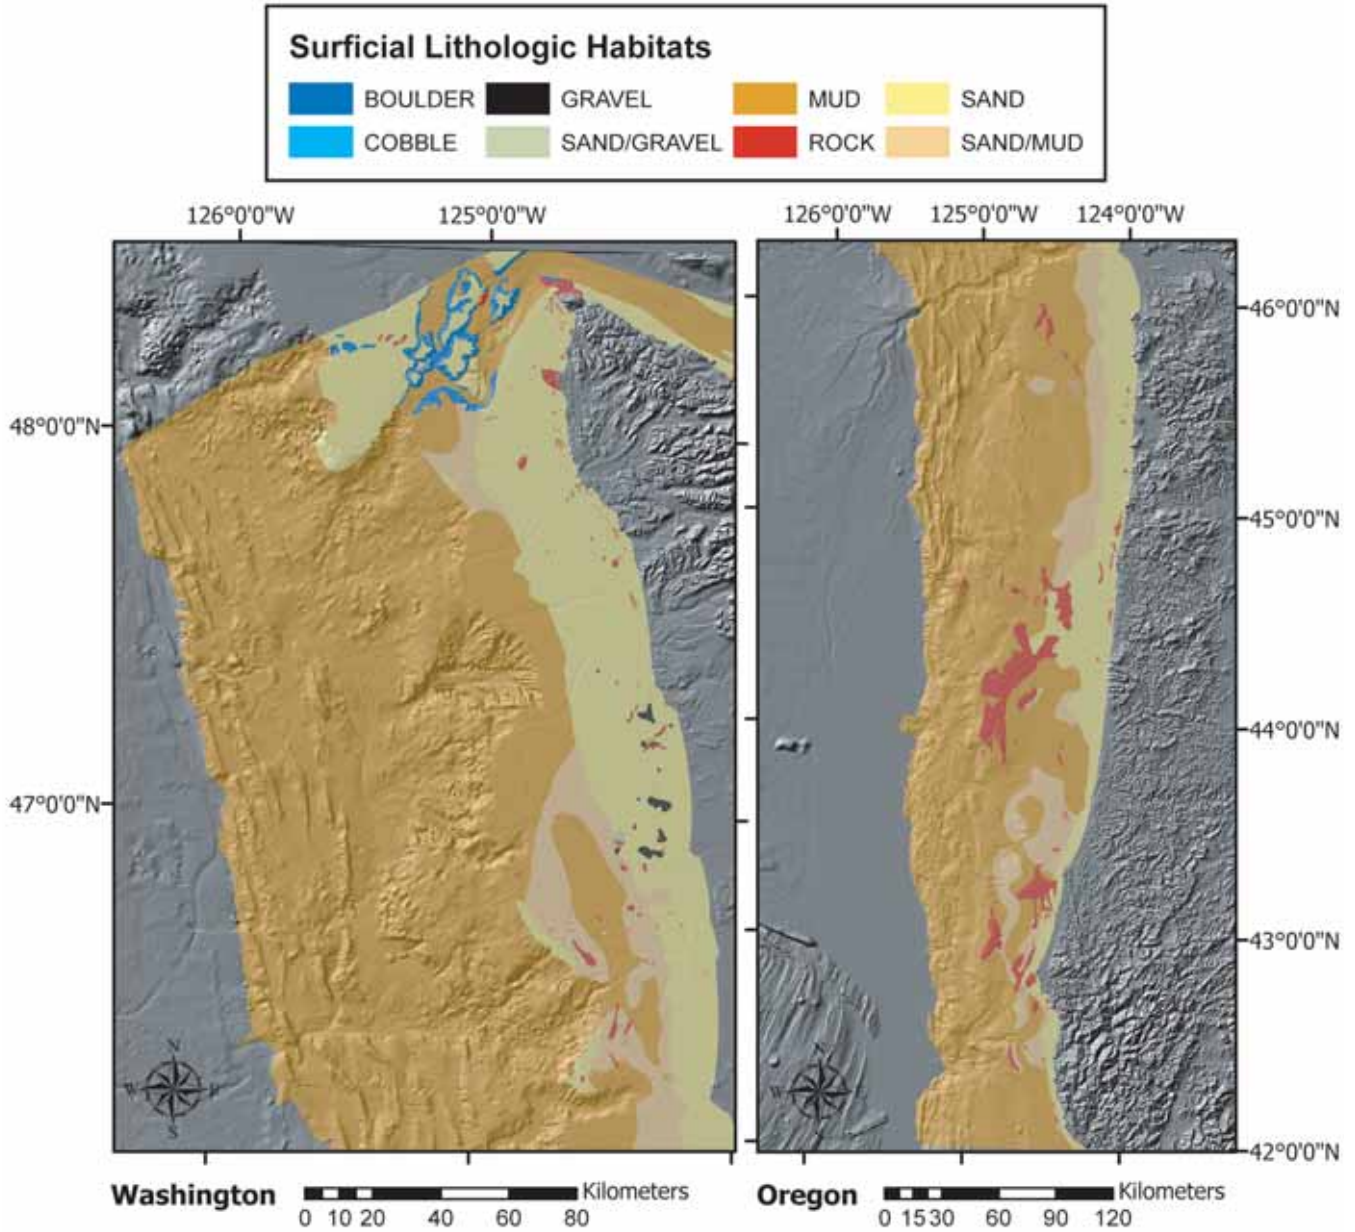 Surficial Lithologic Habitats
BOULDER GRAVEL MUD SAND
COBBLE SAND/GRAVEL ROCK SAND/MUD
126°0'0"W 125°0'0"W 126°0'0"W 125°0'0"W 124°0'0"W
46°0'0"N
48°0'0"N
45°0'0"N
44°0'0"N
47°0'0"N
43°0'0"N
N N
W E W
S S
42°0'0"N
Washington Kilometers Oregon Kilometers
0 10 20 40 60 80 0 15 30 60 90 120